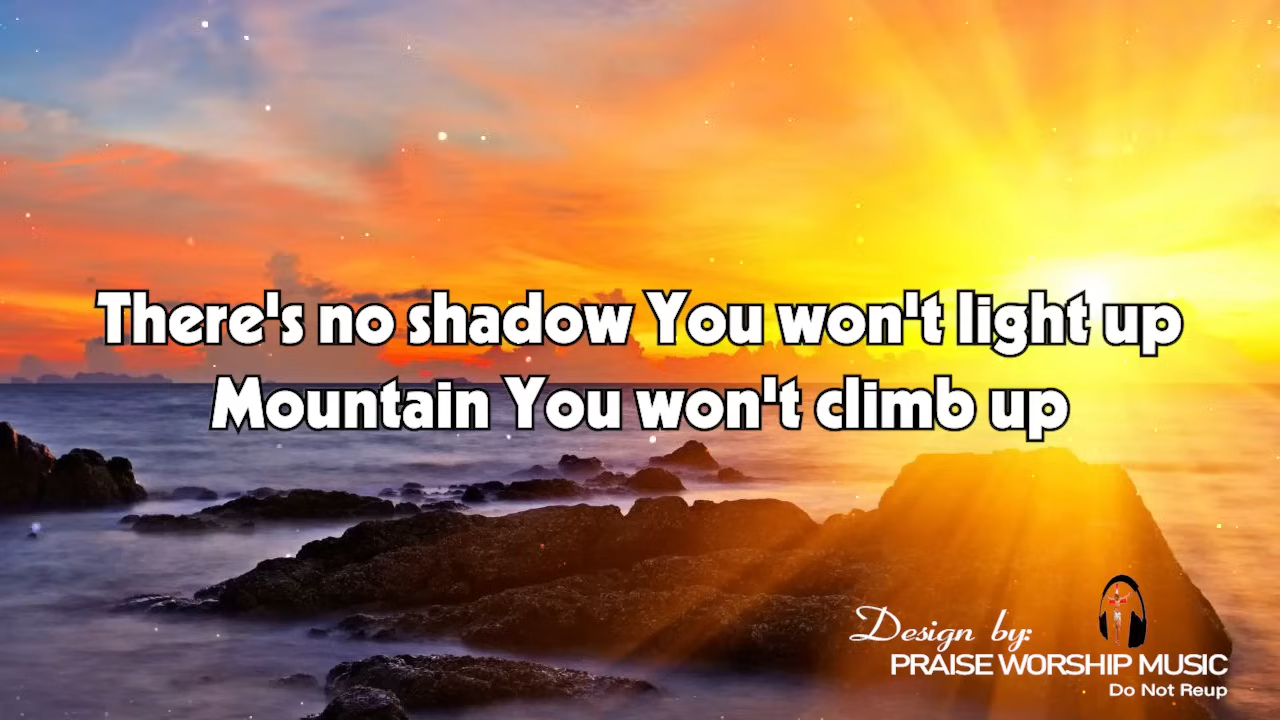 There's no shadow You won't light up
Mountain You won't climb up
Design by:
PRAISE WORSHIP MUSIC
Do Not Reup